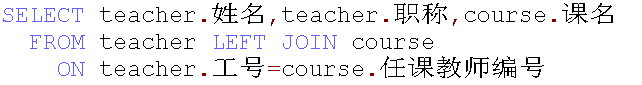 SELECT teacher.姓名,teacher.职称,course.课名
FROM teacher LEFT JOIN course
ON teacher.工号=course.任课教师编号